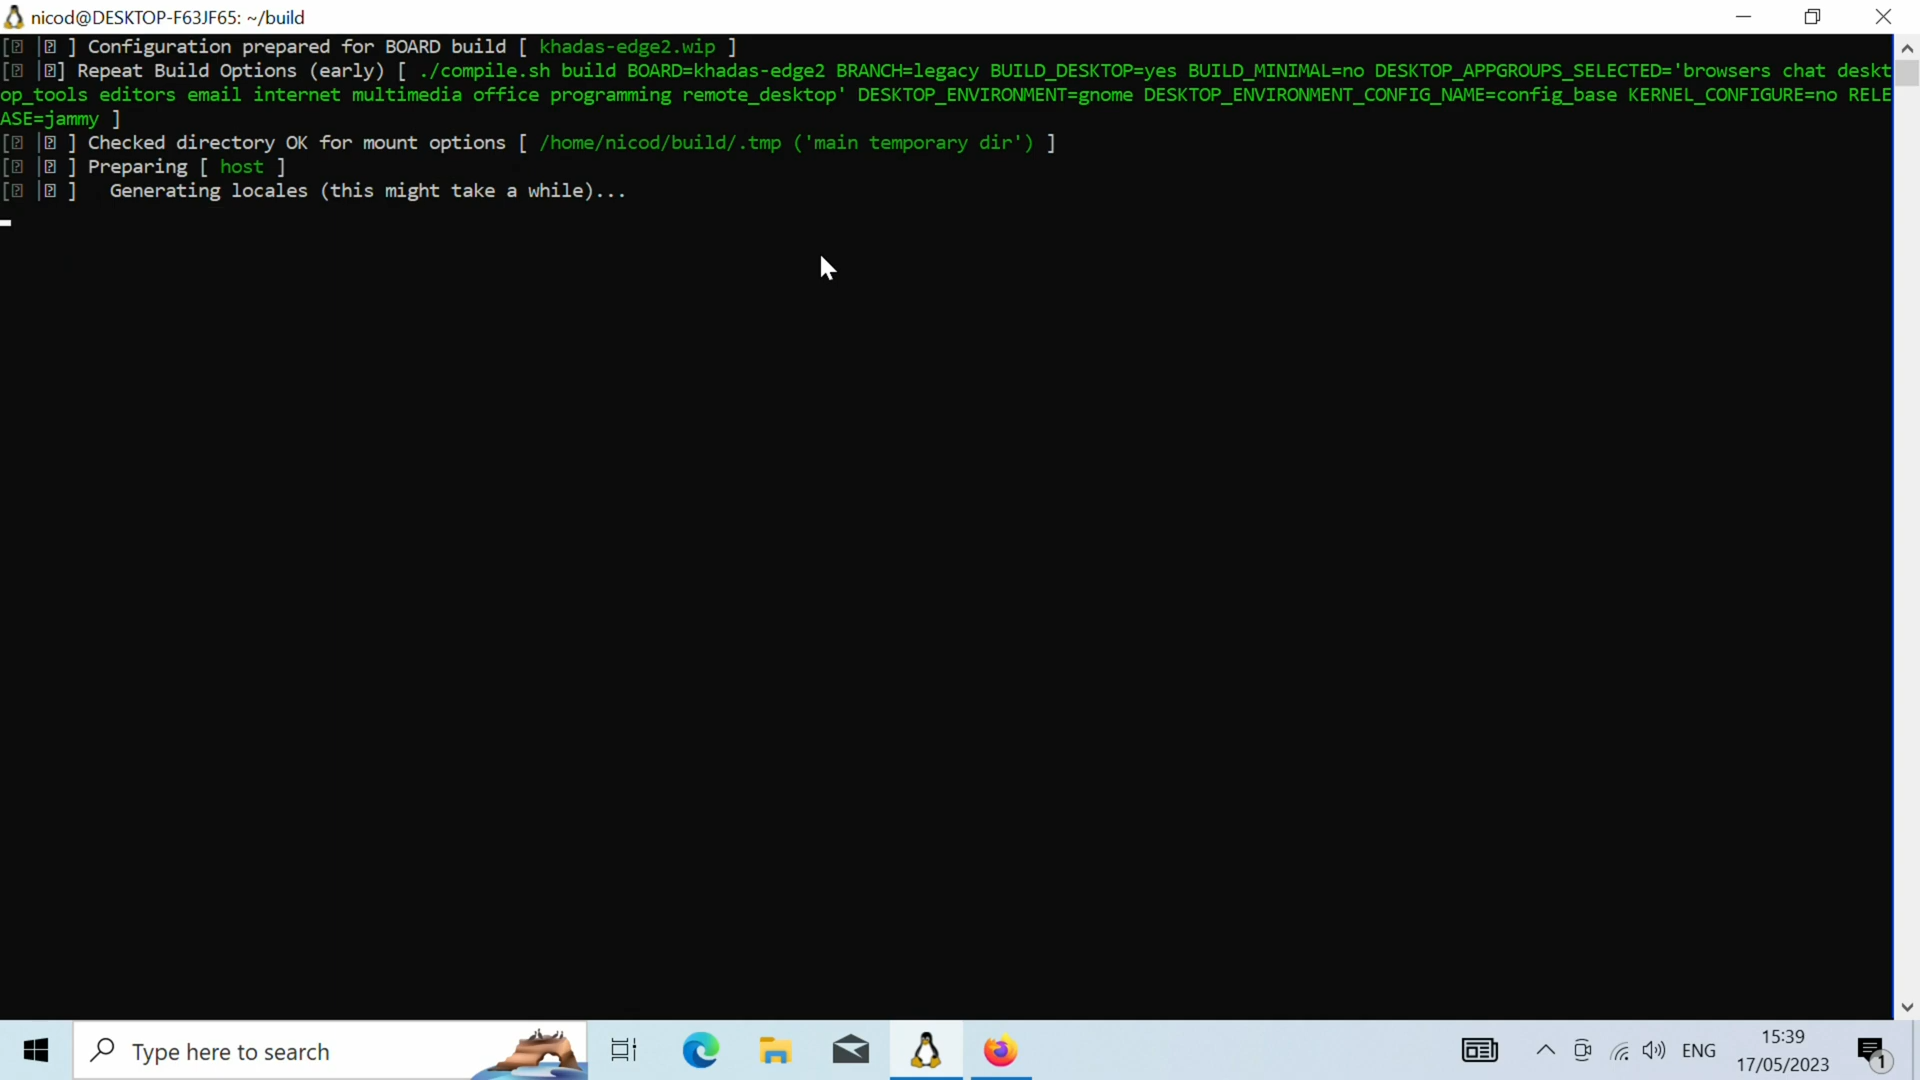 nicod@DESKTOP-F63JF65: ~/build
[⍰ |⍰ ] Configuration prepared for BOARD build [ khadas-edge2.wip ]
[⍰ |⍰] Repeat Build Options (early) [ ./compile.sh build BOARD=khadas-edge2 BRANCH=legacy BUILD_DESKTOP=yes BUILD_MINIMAL=no DESKTOP_APPGROUPS_SELECTED='browsers chat deskt
op_tools editors email internet multimedia office programming remote_desktop' DESKTOP_ENVIRONMENT=gnome DESKTOP_ENVIRONMENT_CONFIG_NAME=config_base KERNEL_CONFIGURE=no RELE
ASE=jammy ]
[⍰ |⍰ ] Checked directory OK for mount options [ /home/nicod/build/.tmp ('main temporary dir') ]
[⍰ |⍰ ] Preparing [ host ]
[⍰ |⍰ ]   Generating locales (this might take a while)...
Type here to search
ENG
15:39
17/05/2023
1